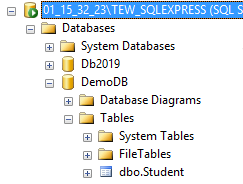 01_15_32_23\TEW_SQLEXPRESS (SQL S
Databases
System Databases
Db2019
DemoDB
Database Diagrams
Tables
System Tables
FileTables
dbo.Student